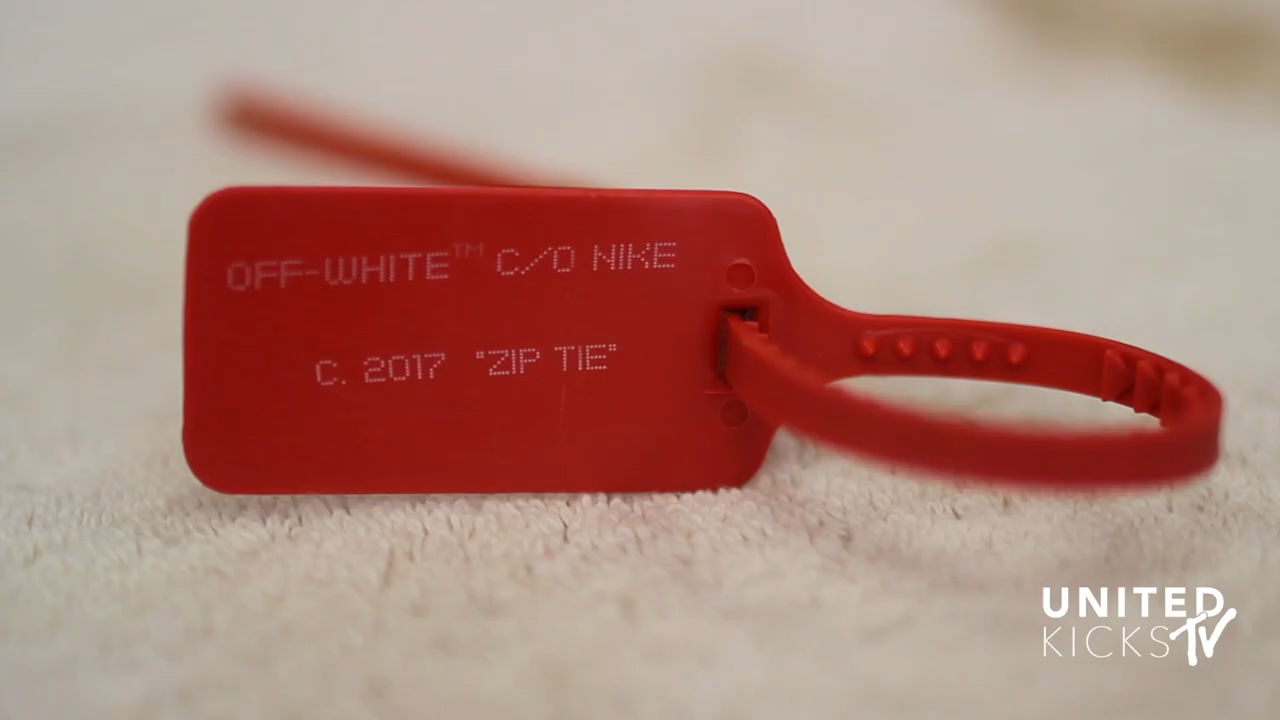 OFF-WHITE™ C/O NIKE
C. 2017 "ZIP TIE"
UNITED
KICKS TV